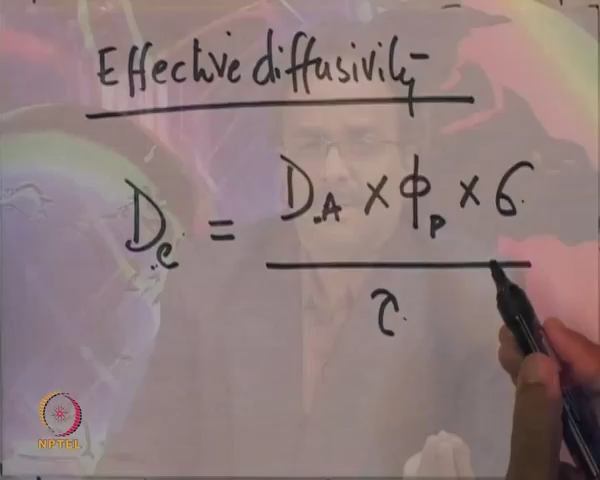 Effective diffusivity
De = DA × ϕp × σ
τ
NPTEL